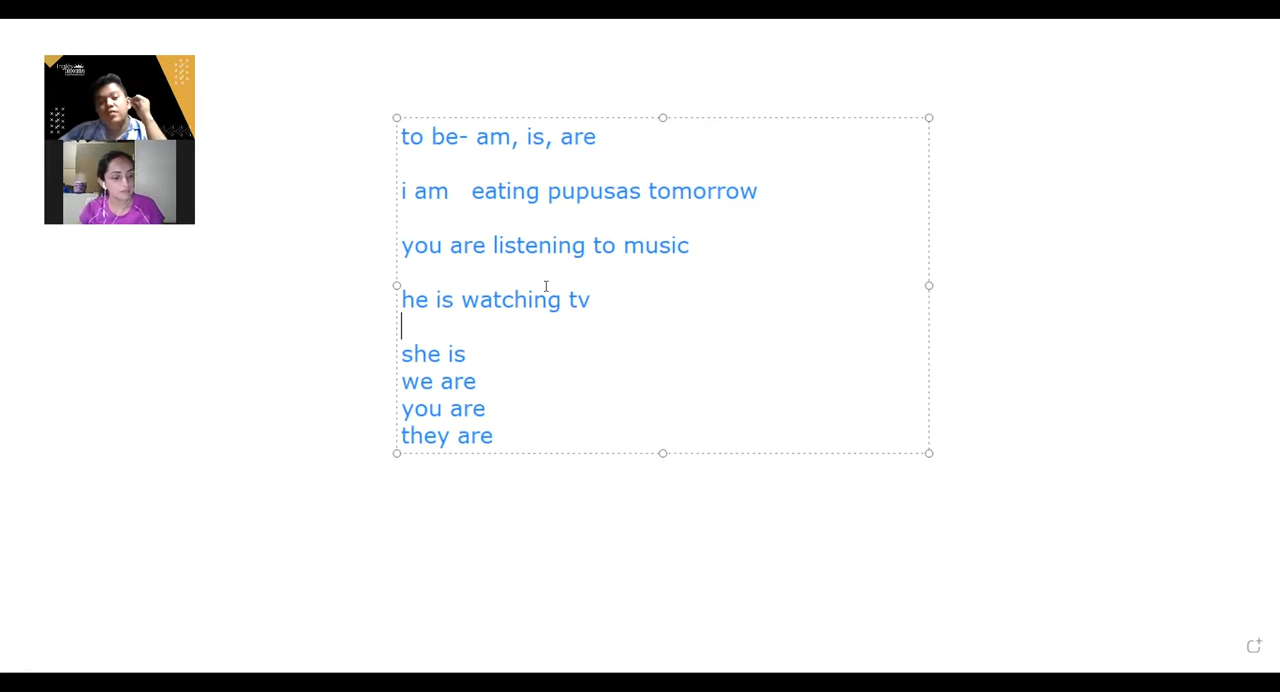 to be- am, is, are
i am   eating pupusas tomorrow
you are listening to music
he is watching tv
she is
we are
you are
they are